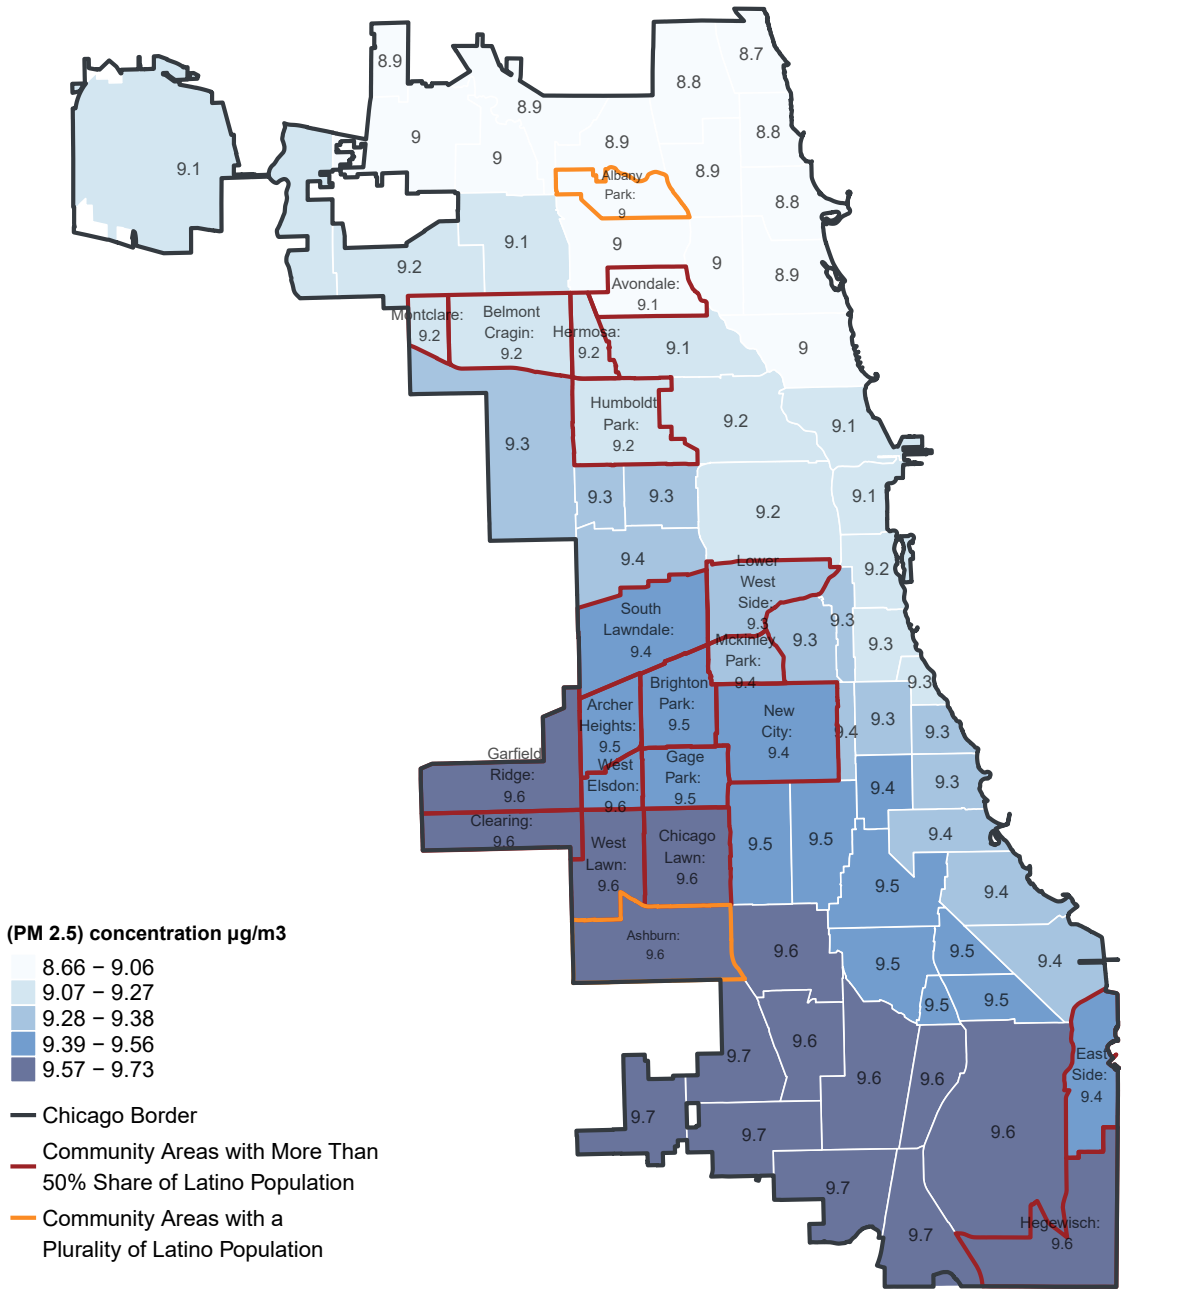 8.7
8.9
8.8
8.9
8.8
9
8.9
9
8.9
9.1
Albany
Park:
9
8.8
9.1
9
9
8.9
9.2
Avondale:
9.1
Montclare:
9.2
Belmont
Cragin:
9.2
Hermosa:
9.2
9.1
9
Humboldt
Park:
9.2
9.2
9.1
9.3
9.3
9.3
9.1
9.2
9.4
Lower
West
Side:
9.3
9.2
South
Lawndale:
9.4
9.3
9.3
9.3
Mckinley
Park:
9.4
9.3
Brighton
Park:
9.5
Archer
Heights:
9.5
New
City:
9.4
9.4
9.3
9.3
Garfield
Ridge:
9.6
West
Elsdon:
9.6
Gage
Park:
9.5
9.4
9.3
Clearing:
9.6
West
Lawn:
9.6
Chicago
Lawn:
9.6
9.5
9.5
9.4
9.5
9.4
Ashburn:
9.6
9.6
9.5
9.5
9.4
9.5
9.5
9.7
9.6
9.6
9.6
East
Side:
9.4
9.7
9.7
9.6
9.7
9.7
Hegewisch:
9.6
(PM 2.5) concentration µg/m3
8.66 − 9.06
9.07 − 9.27
9.28 − 9.38
9.39 − 9.56
9.57 − 9.73
Chicago Border
Community Areas with More Than
50% Share of Latino Population
Community Areas with a
Plurality of Latino Population